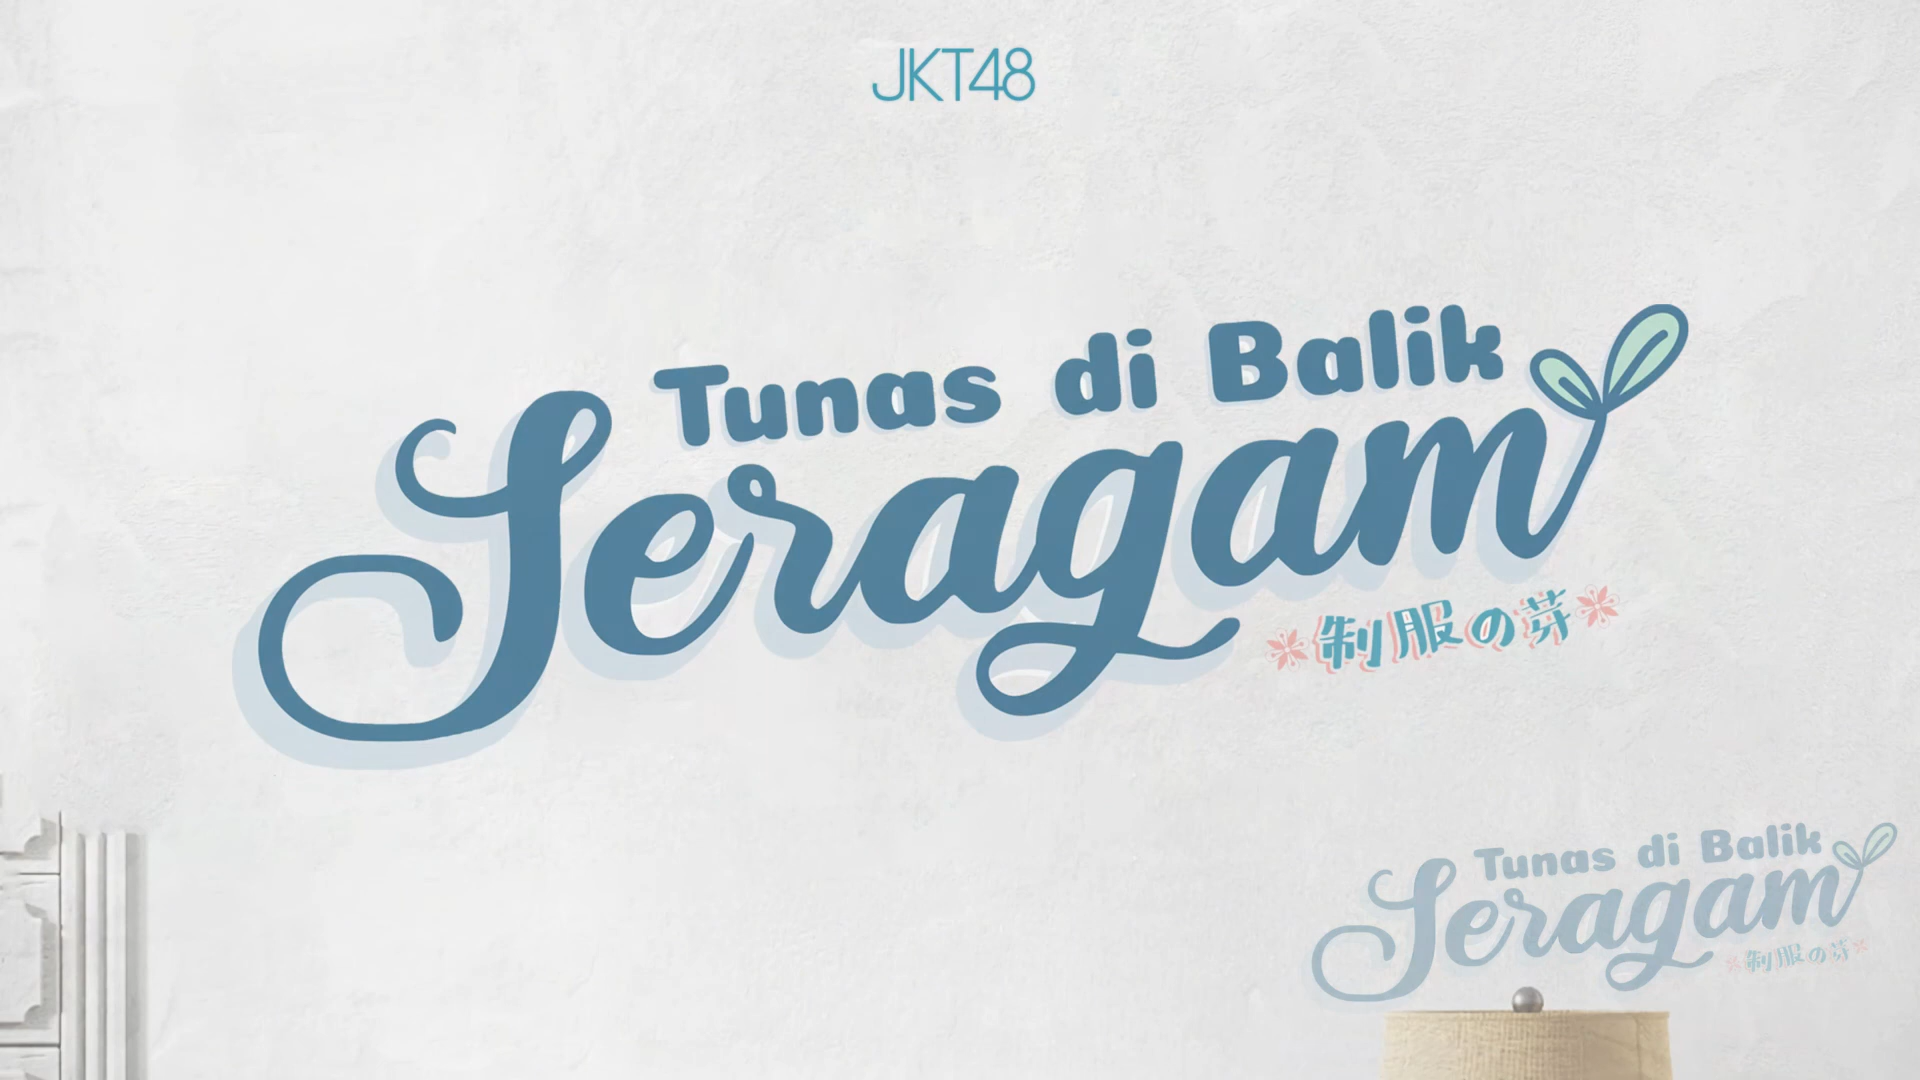 JKT48
Tunas di Balik
Seragam
制服の芽
Tunas di Balik
Seragam
制服の芽